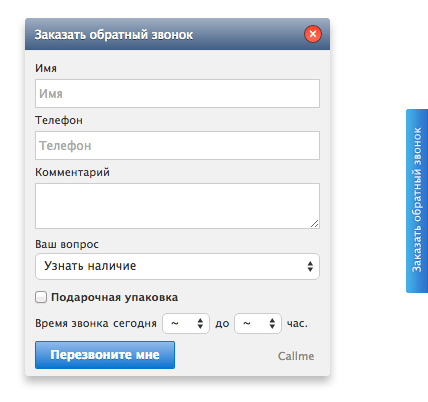 Заказать обратный звонок
Имя
Имя
Телефон
Телефон
Комментарий
Ваш вопрос
Узнать наличие
Подарочная упаковка
Время звонка сегодня ~ до ~ час.
Перезвоните мне Callme
Заказать обратный звонок